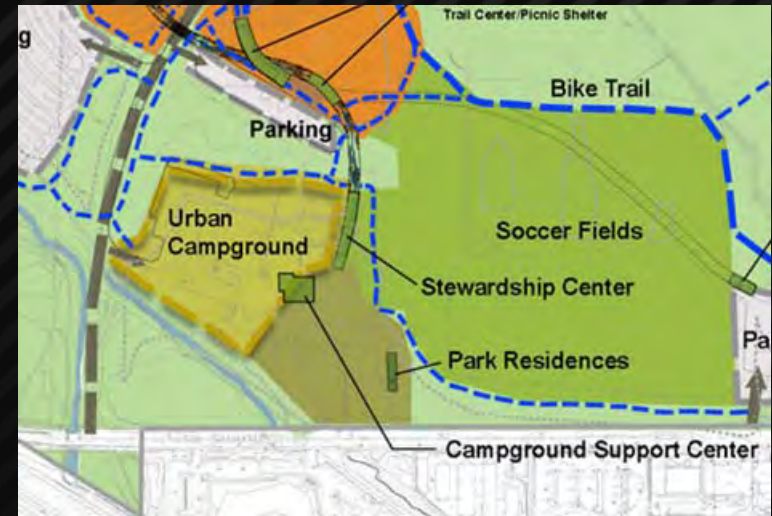 Trail Center/Picnic Shelter
g
Bike Trail
Parking
Urban
Campground
Soccer Fields
Stewardship Center
Pa
Park Residences
Campground Support Center